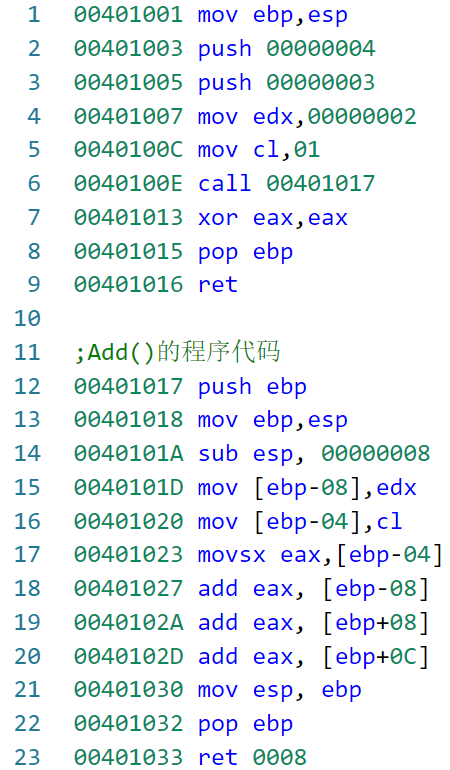 1 00401001 mov ebp,esp
2 00401003 push 00000004
3 00401005 push 00000003
4 00401007 mov edx,00000002
5 0040100C mov cl,01
6 0040100E call 00401017
7 00401013 xor eax,eax
8 00401015 pop ebp
9 00401016 ret
10
11 ;Add()的程序代码
12 00401017 push ebp
13 00401018 mov ebp,esp
14 0040101A sub esp, 00000008
15 0040101D mov [ebp-08],edx
16 00401020 mov [ebp-04],cl
17 00401023 movsx eax,[ebp-04]
18 00401027 add eax, [ebp-08]
19 0040102A add eax, [ebp+08]
20 0040102D add eax, [ebp+0C]
21 00401030 mov esp, ebp
22 00401032 pop ebp
23 00401033 ret 0008